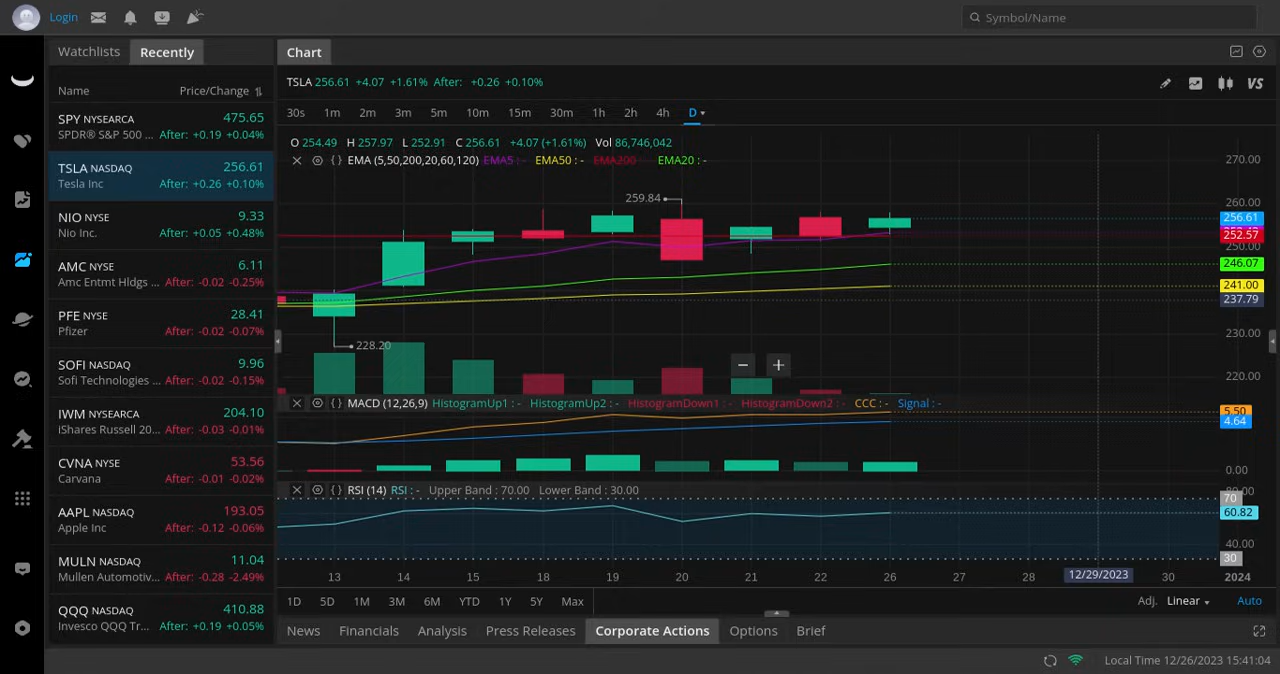 Login
Symbol/Name
Watchlists Recently
Chart
Name Price/Change
SPY NYSEARCA 475.65
SPDR® S&P 500 ... After: +0.19 +0.04%
TSLA NASDAQ 256.61
Tesla Inc After: +0.26 +0.10%
NIO NYSE 9.33
Nio Inc. After: +0.05 +0.48%
AMC NYSE 6.11
Amc Entmt Hldgs ... After: -0.02 -0.25%
PFE NYSE 28.41
Pfizer After: -0.02 -0.07%
SOFI NASDAQ 9.96
Sofi Technologies ... After: -0.02 -0.15%
IWM NYSEARCA 204.10
iShares Russell 20... After: -0.03 -0.01%
CVNA NYSE 53.56
Carvana After: -0.01 -0.02%
AAPL NASDAQ 193.05
Apple Inc After: -0.12 -0.06%
MULN NASDAQ 11.04
Mullen Automotiv... After: -0.28 -2.49%
QQQ NASDAQ 410.88
Invesco QQQ Tr... After: +0.19 +0.05%
TSLA 256.61 +4.07 +1.61% After: +0.26 +0.10%
VS
30s 1m 2m 3m 5m 10m 15m 30m 1h 2h 4h D
O 254.49 H 257.97 L 252.91 C 256.61 +4.07 (+1.61%) Vol 86,746,042
{} EMA (5,50,200,20,60,120) EMA5 : - EMA50 : - EMA200 EMA20 : -
270.00
260.00
259.84
256.61
252.57
250.00
246.07
241.00
237.79
230.00
228.20
220.00
{} MACD (12,26,9) HistogramUp1 : - HistogramUp2 : - HistogramDown1 : - HistogramDown2 : - CCC : - Signal : -
5.50
4.64
0.00
{} RSI (14) RSI : - Upper Band : 70.00 Lower Band : 30.00
80.00
70
60.82
40.00
30
13 14 15 18 19 20 21 22 26 27 28 12/29/2023 30 2024
1D 5D 1M 3M 6M YTD 1Y 5Y Max Adj. Linear Auto
News Financials Analysis Press Releases Corporate Actions Options Brief
Local Time 12/26/2023 15:41:04